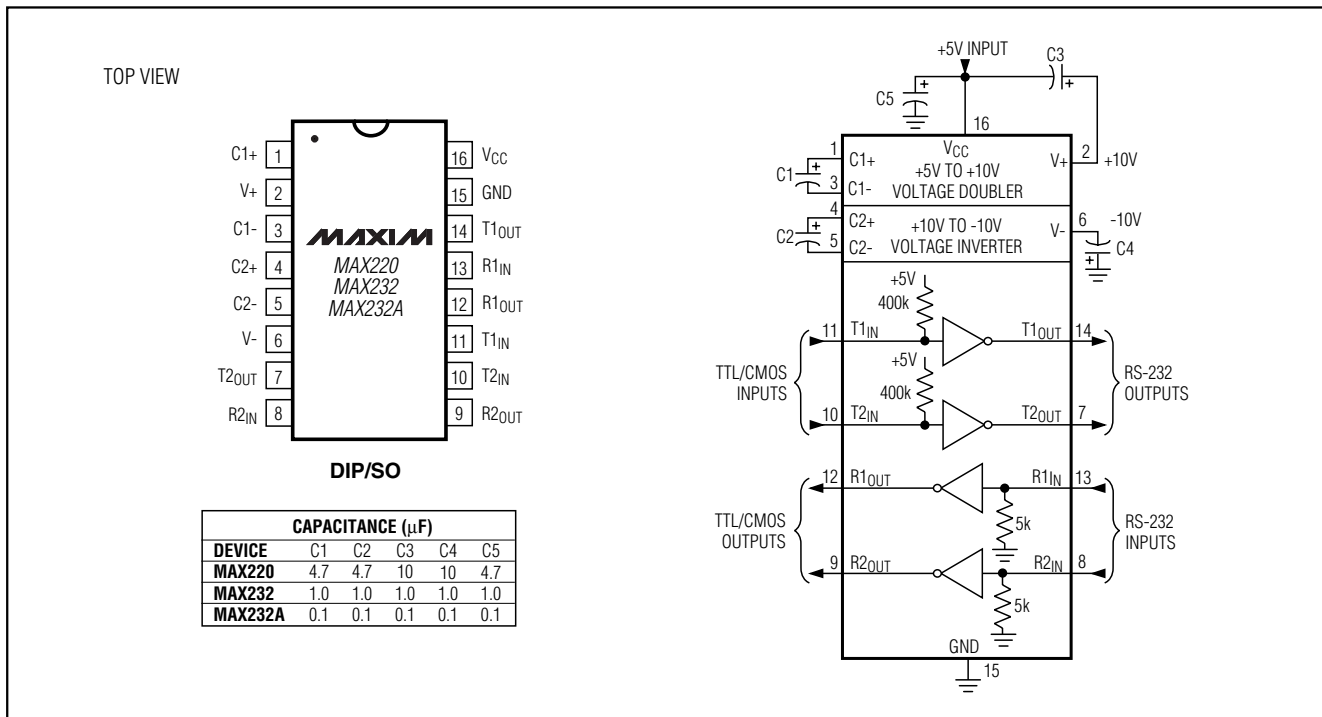 TOP VIEW
C1+ 1
V+ 2
C1- 3
C2+ 4
C2- 5
V- 6
T2OUT 7
R2IN 8
16 VCC
15 GND
14 T1OUT
13 R1IN
12 R1OUT
11 T1IN
10 T2IN
9 R2OUT
MAXIM
MAX220
MAX232
MAX232A
DIP/SO
CAPACITANCE (µF)
DEVICE C1 C2 C3 C4 C5
MAX220 4.7 4.7 10 10 4.7
MAX232 1.0 1.0 1.0 1.0 1.0
MAX232A 0.1 0.1 0.1 0.1 0.1
+5V INPUT
C3
+
+
C5
+
16
VCC
+5V TO +10V
VOLTAGE DOUBLER
1
C1+
C1
+
3
C1-
V+
2
+10V
4
C2+
C2
+
5
C2-
+10V TO -10V
VOLTAGE INVERTER
V-
6
-10V
C4
+
+5V
400k
11 T1IN
T1OUT 14
+5V
400k
10 T2IN
T2OUT 7
TTL/CMOS
INPUTS
RS-232
OUTPUTS
12 R1OUT
R1IN 13
5k
9 R2OUT
R2IN 8
5k
TTL/CMOS
OUTPUTS
RS-232
INPUTS
GND
15